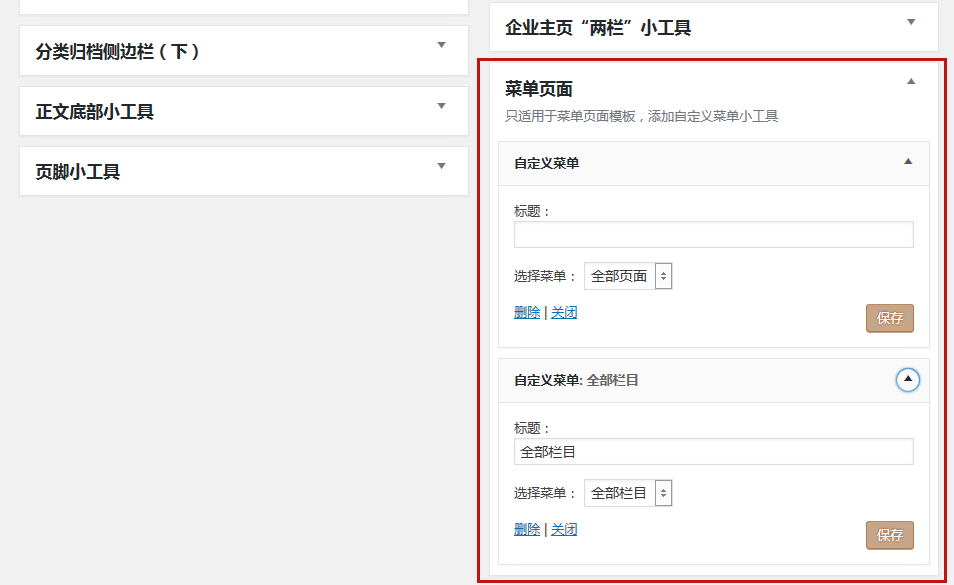 分类归档侧边栏（下）
正文底部小工具
页脚小工具
企业主页“两栏”小工具
菜单页面
只适用于菜单页面模板，添加自定义菜单小工具
自定义菜单
标题：
选择菜单： 全部页面
删除 | 关闭
保存
自定义菜单: 全部栏目
标题：
全部栏目
选择菜单： 全部栏目
删除 | 关闭
保存